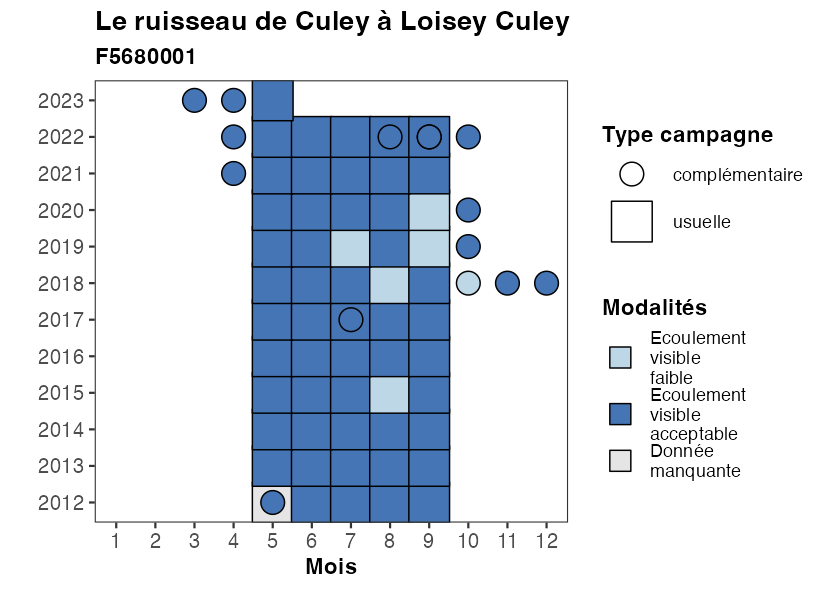 Le ruisseau de Culey à Loisey Culey
F5680001
2023
2022
2021
2020
2019
2018
2017
2016
2015
2014
2013
2012
1 2 3 4 5 6 7 8 9 10 11 12
Mois
Type campagne
complémentaire
usuelle
Modalités
Ecoulement
visible
faible
Ecoulement
visible
acceptable
Donnée
manquante